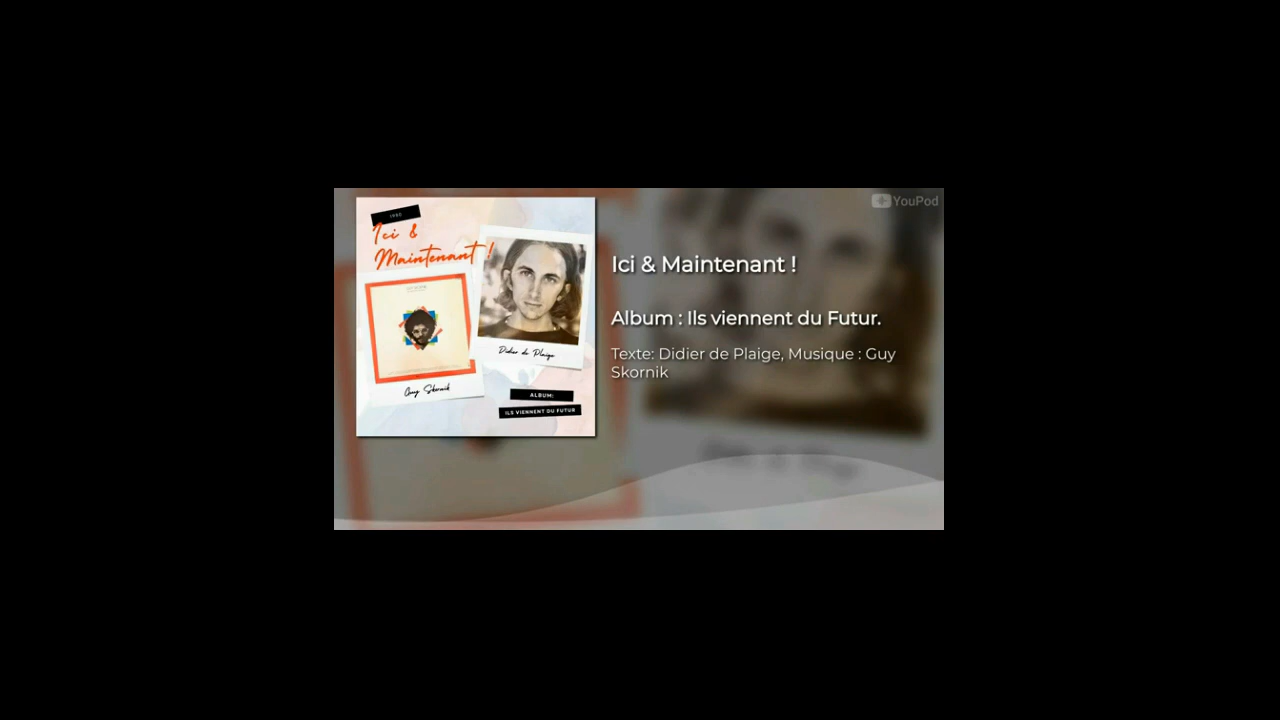 YouPod
1980
Ici &
Maintenant !
Didier de Plaige
Guy Skornik
ALBUM:
ILS VIENNENT DU FUTUR
Ici & Maintenant !
Album : Ils viennent du Futur.
Texte: Didier de Plaige, Musique : Guy
Skornik